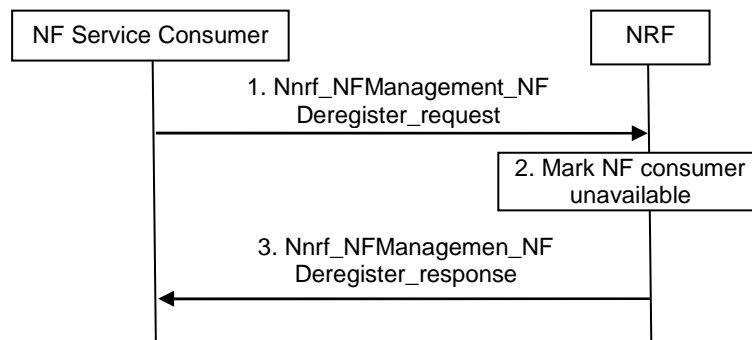 NF Service Consumer
NRF
1. Nnrf_NFManagement_NF
Deregister_request
2. Mark NF consumer
unavailable
3. Nnrf_NFManagemen_NF
Deregister_response